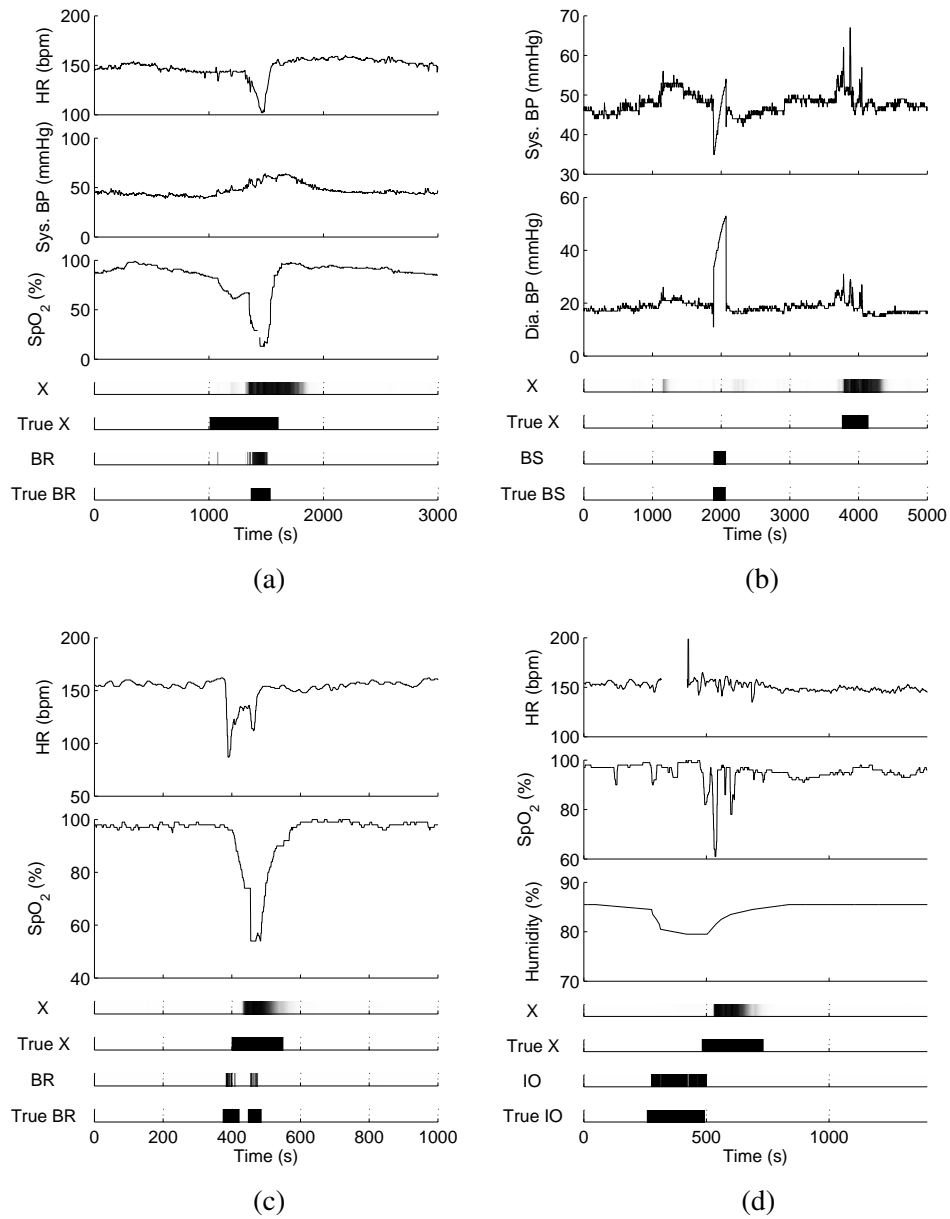 200
150
100
HR (bpm)
100
50
0
Sys. BP (mmHg)
100
50
0
SpO₂ (%)
X
True X
BR
True BR
0 1000 2000 3000
Time (s)
(a)
70
60
50
40
30
Sys. BP (mmHg)
60
40
20
0
Dia. BP (mmHg)
X
True X
BS
True BS
0 1000 2000 3000 4000 5000
Time (s)
(b)
200
150
100
50
HR (bpm)
100
80
60
40
SpO₂ (%)
X
True X
BR
True BR
0 200 400 600 800 1000
Time (s)
(c)
200
150
100
HR (bpm)
100
80
60
SpO₂ (%)
90
80
70
Humidity (%)
X
True X
IO
True IO
0 500 1000
Time (s)
(d)